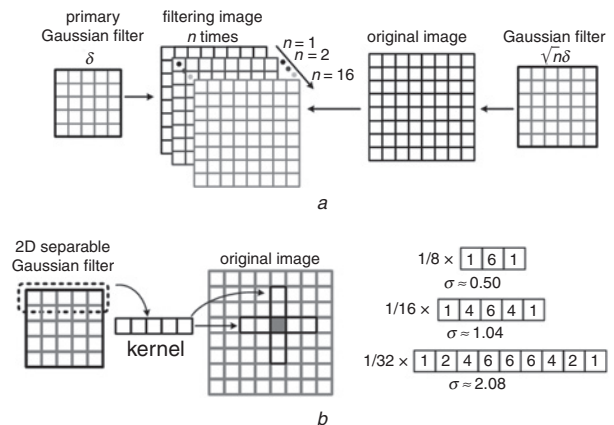 primary
Gaussian filter
δ
filtering image
n times
n = 1
n = 2
n = 16
original image
Gaussian filter
√nδ
a
2D separable
Gaussian filter
kernel
original image
1/8 × 1 6 1
σ ≈ 0.50
1/16 × 1 4 6 4 1
σ ≈ 1.04
1/32 × 1 2 4 6 6 6 4 2 1
σ ≈ 2.08
b